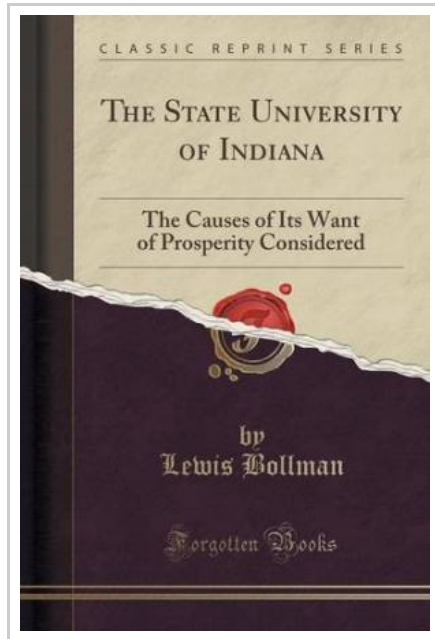 CLASSIC REPRINT SERIES
THE STATE UNIVERSITY
OF INDIANA
The Causes of Its Want
of Prosperity Considered
by
Lewis Bollman
Forgotten Books